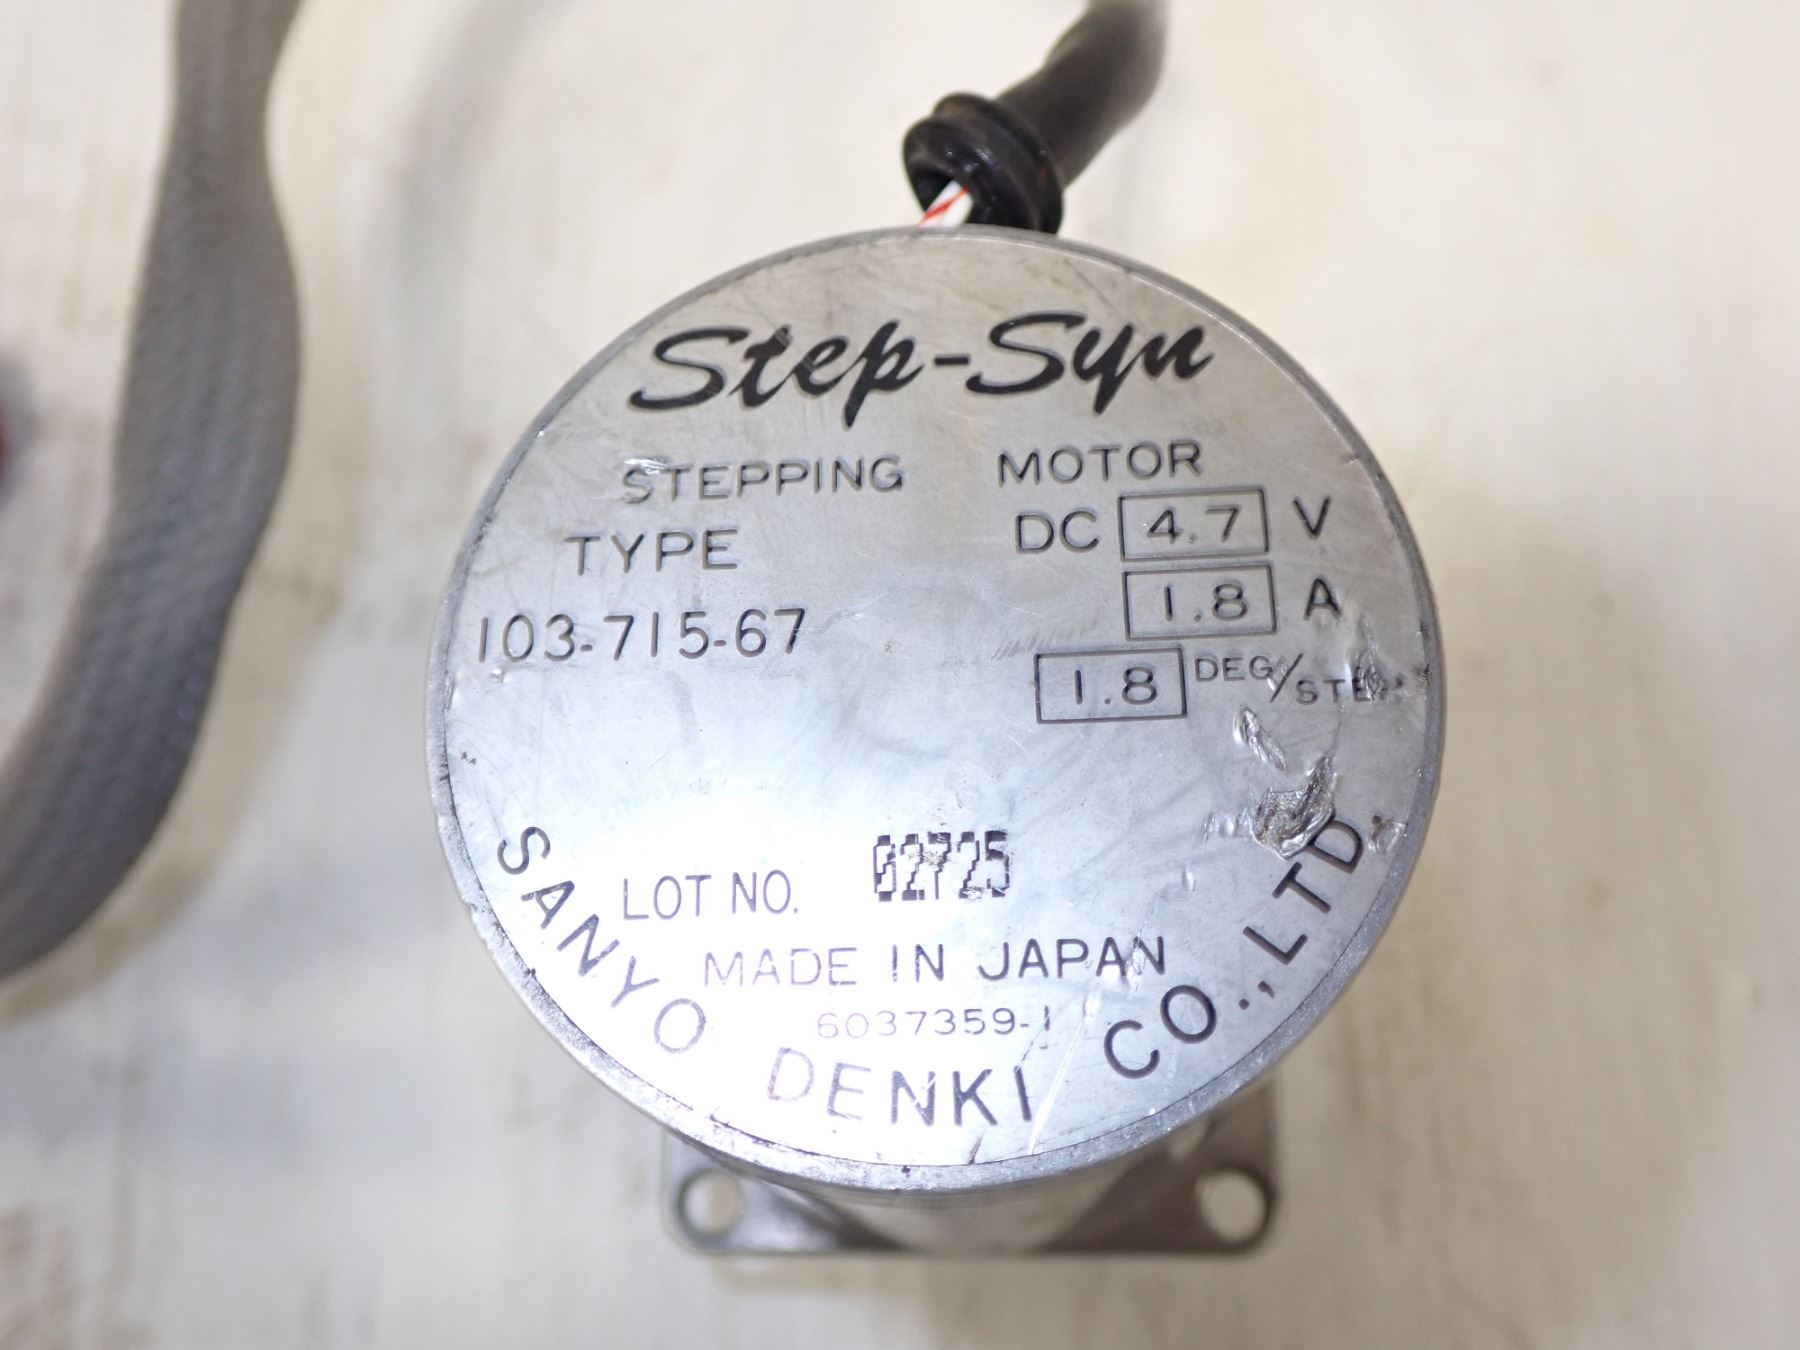 Step-Syn
STEPPING MOTOR
TYPE DC 4.7 V
1.8 A
103-715-67
1.8 DEG/STEP
LOT NO. 02725
MADE IN JAPAN
6037359-1
SANYO DENKI CO.,LTD.